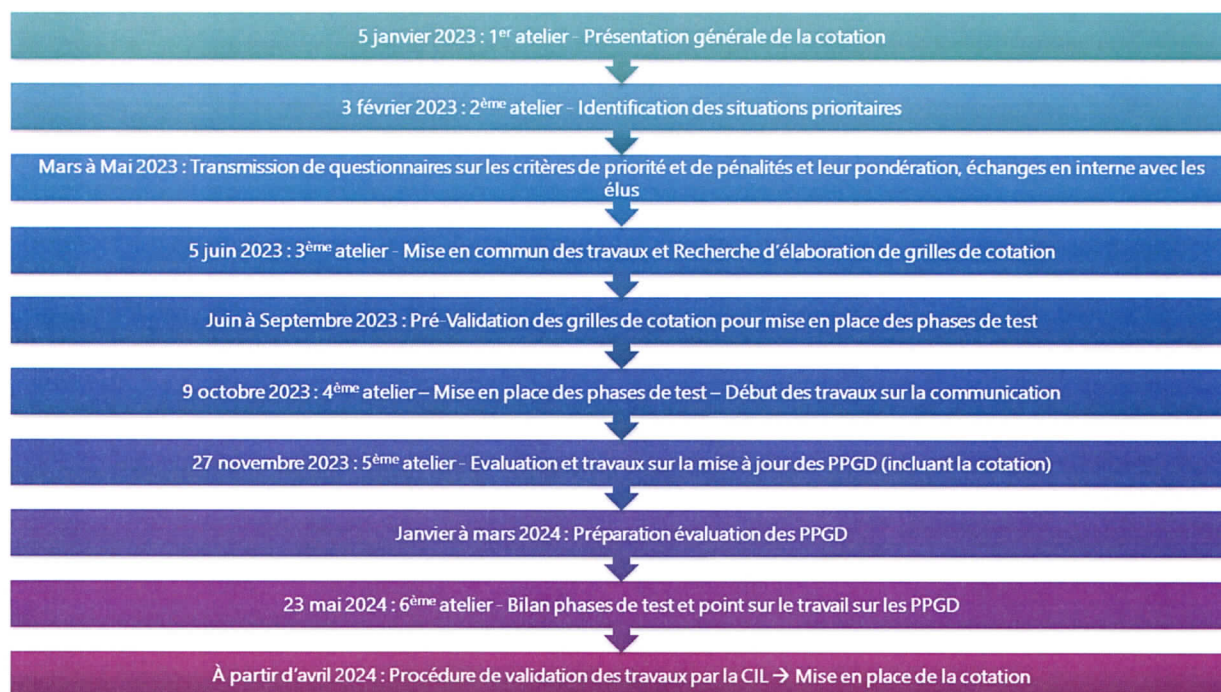 5 janvier 2023 : 1er atelier - Présentation générale de la cotation
3 février 2023 : 2ème atelier - Identification des situations prioritaires
Mars à Mai 2023 : Transmission de questionnaires sur les critères de priorité et de pénalités et leur pondération, échanges en interne avec les
élus
5 juin 2023 : 3ème atelier - Mise en commun des travaux et Recherche d'élaboration de grilles de cotation
Juin à Septembre 2023 : Pré-Validation des grilles de cotation pour mise en place des phases de test
9 octobre 2023 : 4ème atelier – Mise en place des phases de test – Début des travaux sur la communication
27 novembre 2023 : 5ème atelier - Evaluation et travaux sur la mise à jour des PPGD (incluant la cotation)
Janvier à mars 2024 : Préparation évaluation des PPGD
23 mai 2024 : 6ème atelier - Bilan phases de test et point sur le travail sur les PPGD
À partir d'avril 2024 : Procédure de validation des travaux par la CIL → Mise en place de la cotation